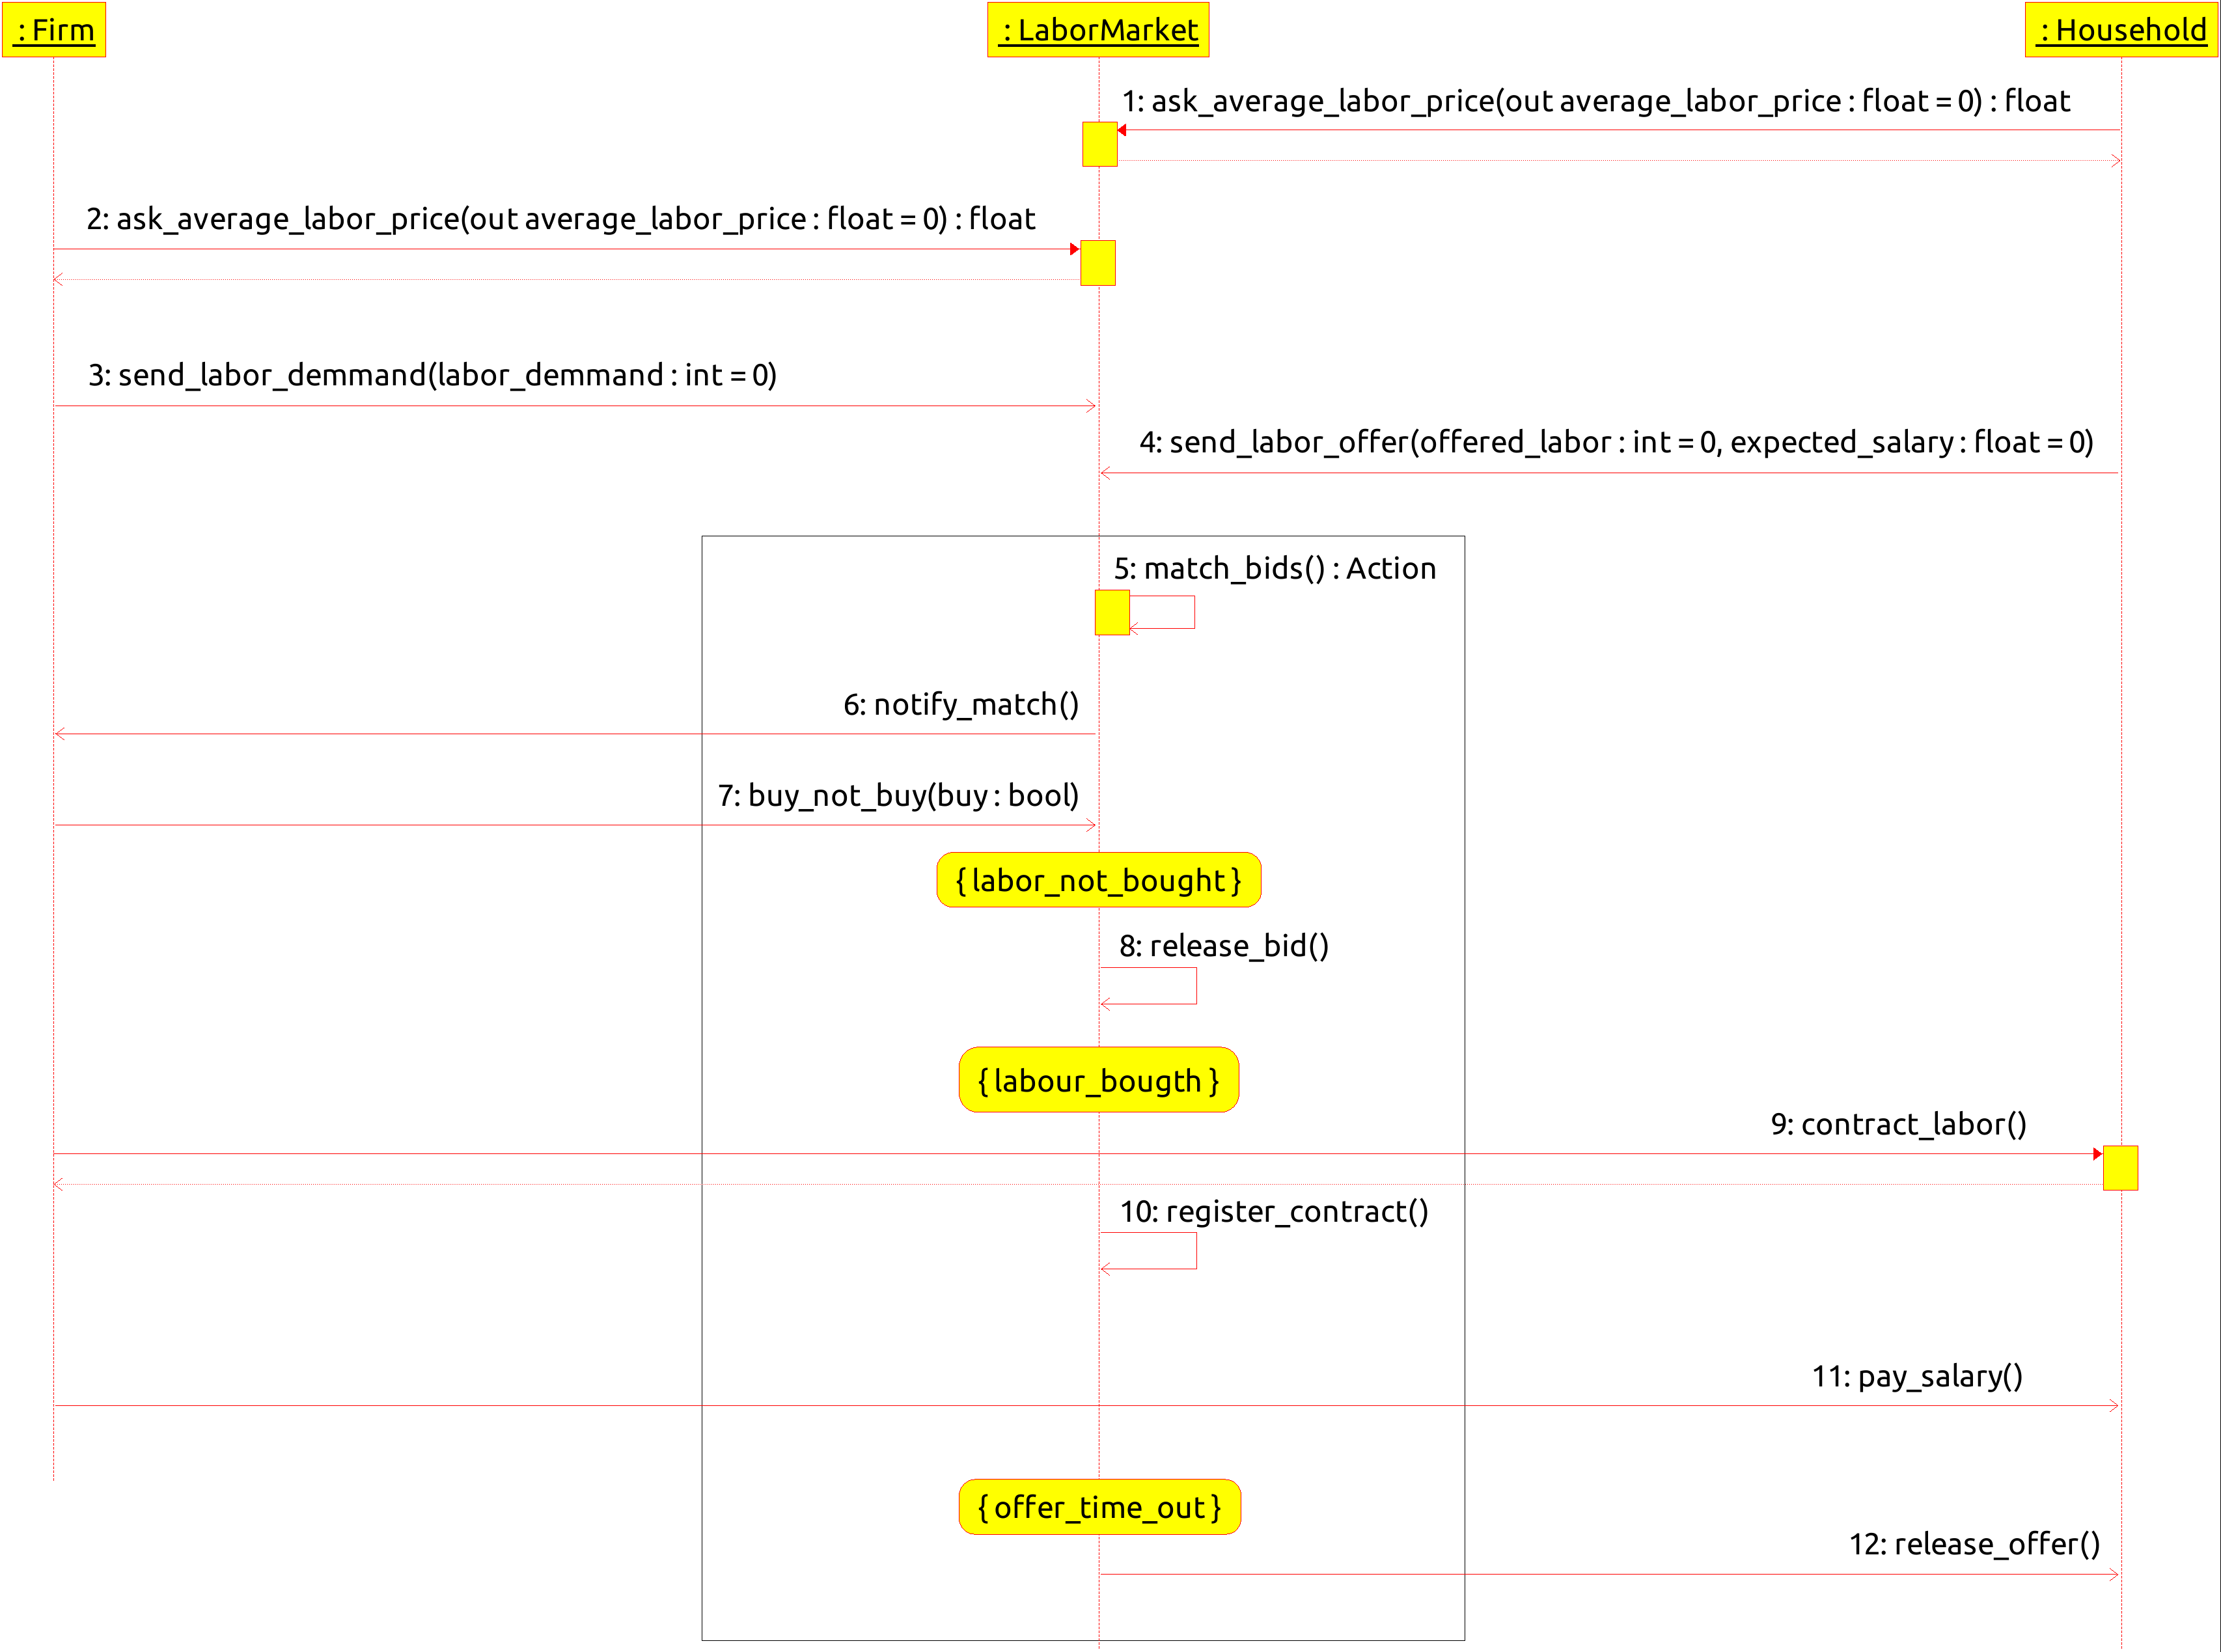 : Firm
: LaborMarket
: Household
1: ask_average_labor_price(out average_labor_price : float = 0) : float
2: ask_average_labor_price(out average_labor_price : float = 0) : float
3: send_labor_demmand(labor_demmand : int = 0)
4: send_labor_offer(offered_labor : int = 0, expected_salary : float = 0)
5: match_bids() : Action
6: notify_match()
7: buy_not_buy(buy : bool)
{ labor_not_bought }
8: release_bid()
{ labour_bougth }
9: contract_labor()
10: register_contract()
11: pay_salary()
{ offer_time_out }
12: release_offer()